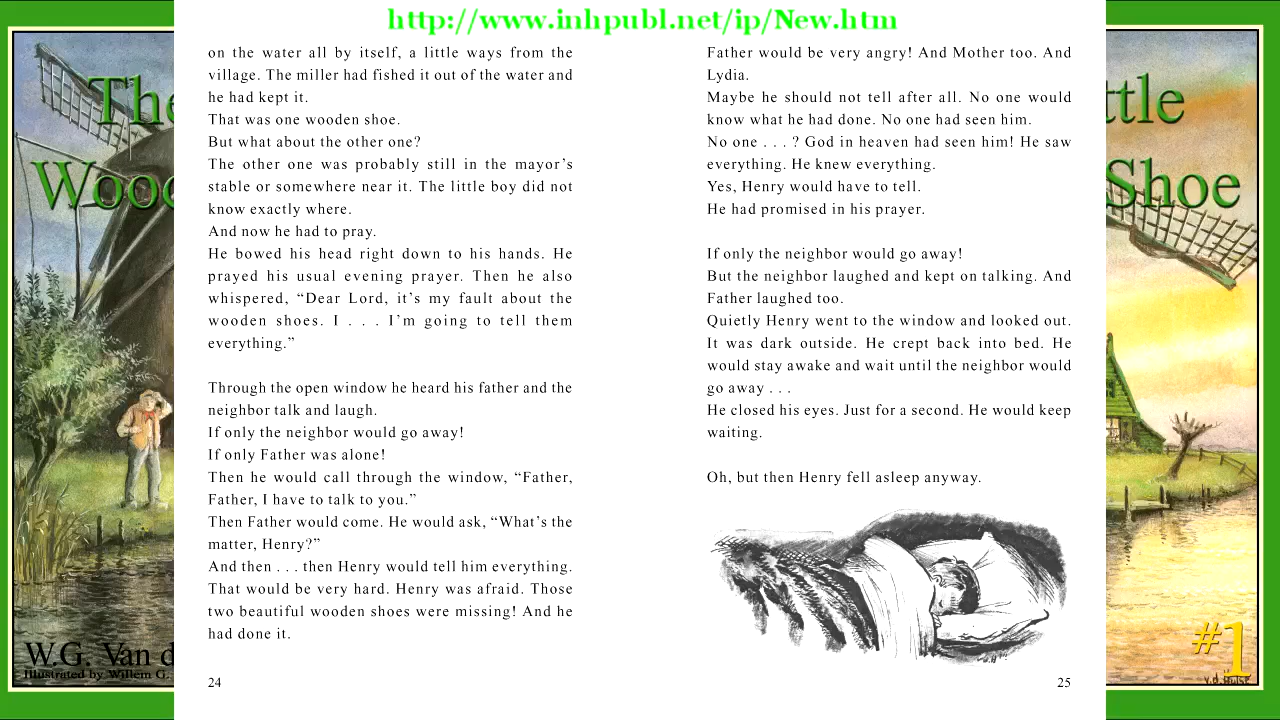 http://www.inhpubl.net/ip/New.htm
The
Wood
ttle
Shoe
on the water all by itself, a little ways from the
village. The miller had fished it out of the water and
he had kept it.
That was one wooden shoe.
But what about the other one?
The other one was probably still in the mayor’s
stable or somewhere near it. The little boy did not
know exactly where.
And now he had to pray.
He bowed his head right down to his hands. He
prayed his usual evening prayer. Then he also
whispered, “Dear Lord, it’s my fault about the
wooden shoes. I . . . I’m going to tell them
everything.”
Through the open window he heard his father and the
neighbor talk and laugh.
If only the neighbor would go away!
If only Father was alone!
Then he would call through the window, “Father,
Father, I have to talk to you.”
Then Father would come. He would ask, “What’s the
matter, Henry?”
And then . . . then Henry would tell him everything.
That would be very hard. Henry was afraid. Those
two beautiful wooden shoes were missing! And he
had done it.
24
Father would be very angry! And Mother too. And
Lydia.
Maybe he should not tell after all. No one would
know what he had done. No one had seen him.
No one . . . ? God in heaven had seen him! He saw
everything. He knew everything.
Yes, Henry would have to tell.
He had promised in his prayer.
If only the neighbor would go away!
But the neighbor laughed and kept on talking. And
Father laughed too.
Quietly Henry went to the window and looked out.
It was dark outside. He crept back into bed. He
would stay awake and wait until the neighbor would
go away . . .
He closed his eyes. Just for a second. He would keep
waiting.
Oh, but then Henry fell asleep anyway.
25
W.G. Van d
Illustrated by Willem G.
#1